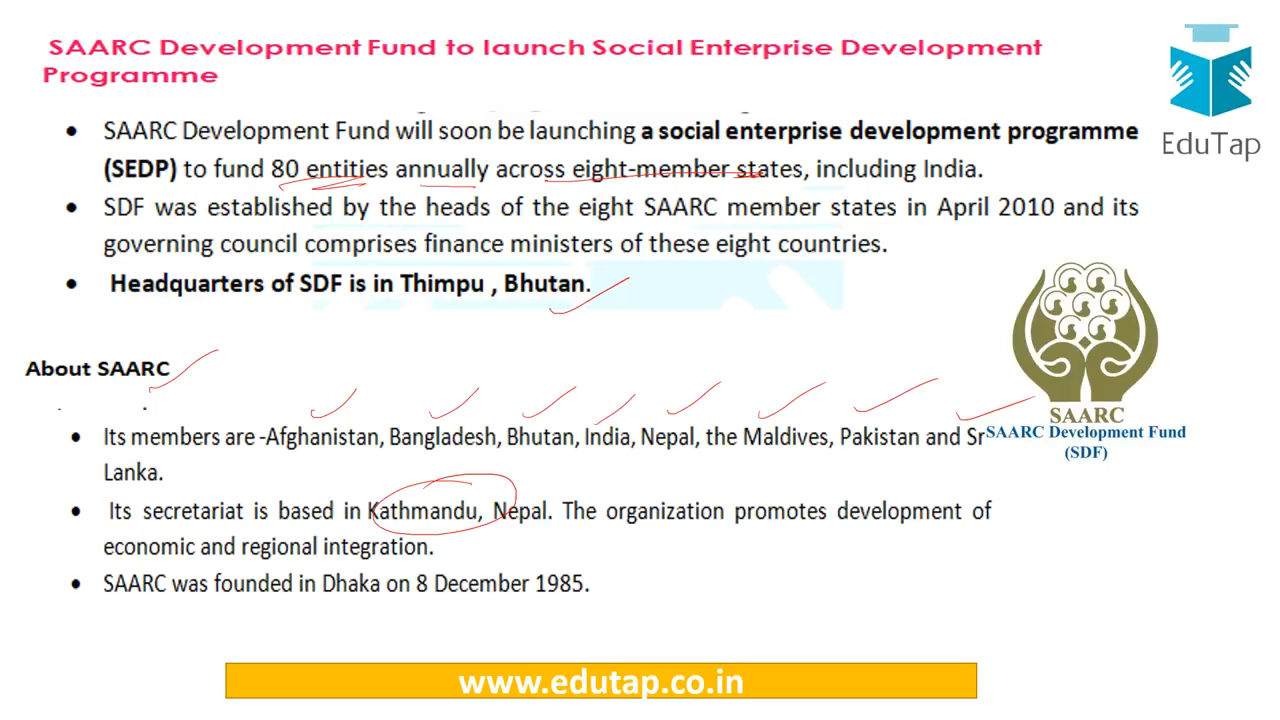 SAARC Development Fund to launch Social Enterprise Development
Programme
EduTap
• SAARC Development Fund will soon be launching a social enterprise development programme
(SEDP) to fund 80 entities annually across eight-member states, including India.
• SDF was established by the heads of the eight SAARC member states in April 2010 and its
governing council comprises finance ministers of these eight countries.
• Headquarters of SDF is in Thimpu , Bhutan.
About SAARC
• Its members are -Afghanistan, Bangladesh, Bhutan, India, Nepal, the Maldives, Pakistan and Sr
Lanka.
• Its secretariat is based in Kathmandu, Nepal. The organization promotes development of
economic and regional integration.
• SAARC was founded in Dhaka on 8 December 1985.
SAARC
SAARC Development Fund
(SDF)
www.edutap.co.in